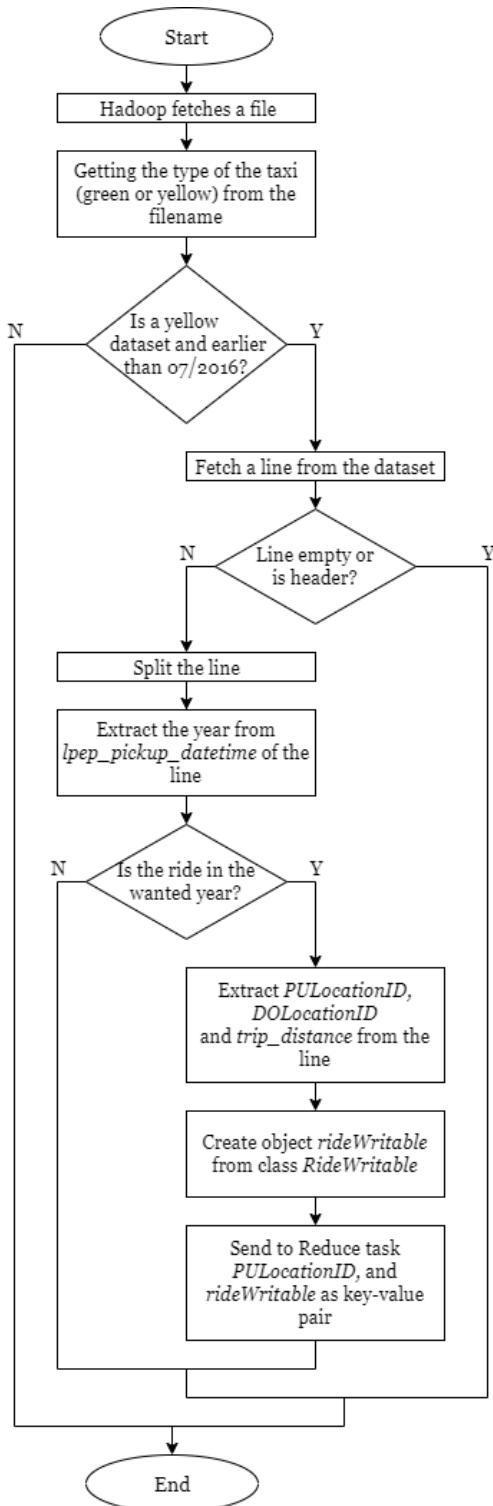 Start
Hadoop fetches a file
Getting the type of the taxi
(green or yellow) from the
filename
N
Y
Is a yellow
dataset and earlier
than 07/2016?
Fetch a line from the dataset
N
Y
Line empty or
is header?
Split the line
Extract the year from
lpep_pickup_datetime of the
line
N
Y
Is the ride in the
wanted year?
Extract PULocationID,
DOLocationID
and trip_distance from the
line
Create object rideWritable
from class RideWritable
Send to Reduce task
PULocationID, and
rideWritable as key-value
pair
End